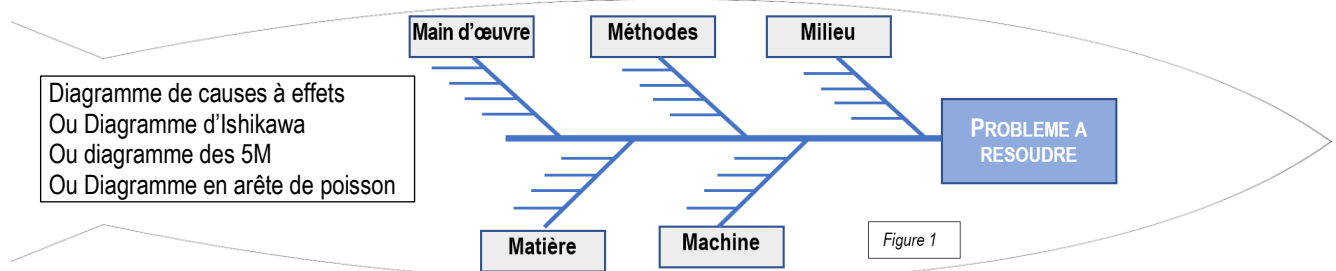 Main d'œuvre
Méthodes
Milieu
Diagramme de causes à effets
Ou Diagramme d'Ishikawa
Ou diagramme des 5M
Ou Diagramme en arête de poisson
PROBLEME A
RESOUDRE
Matière
Machine
Figure 1